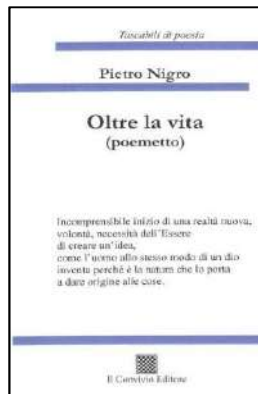 Tascabili di poesia
Pietro Nigro
Oltre la vita
(poemetto)
Incomprensibile inizio di una realtà nuova,
volontà, necessità dell'Essere
di creare un'idea,
come l'uomo allo stesso modo di un dio
inventa perchè è la natura che lo porta
a dare origine alle cose.
Il Convivio Editore